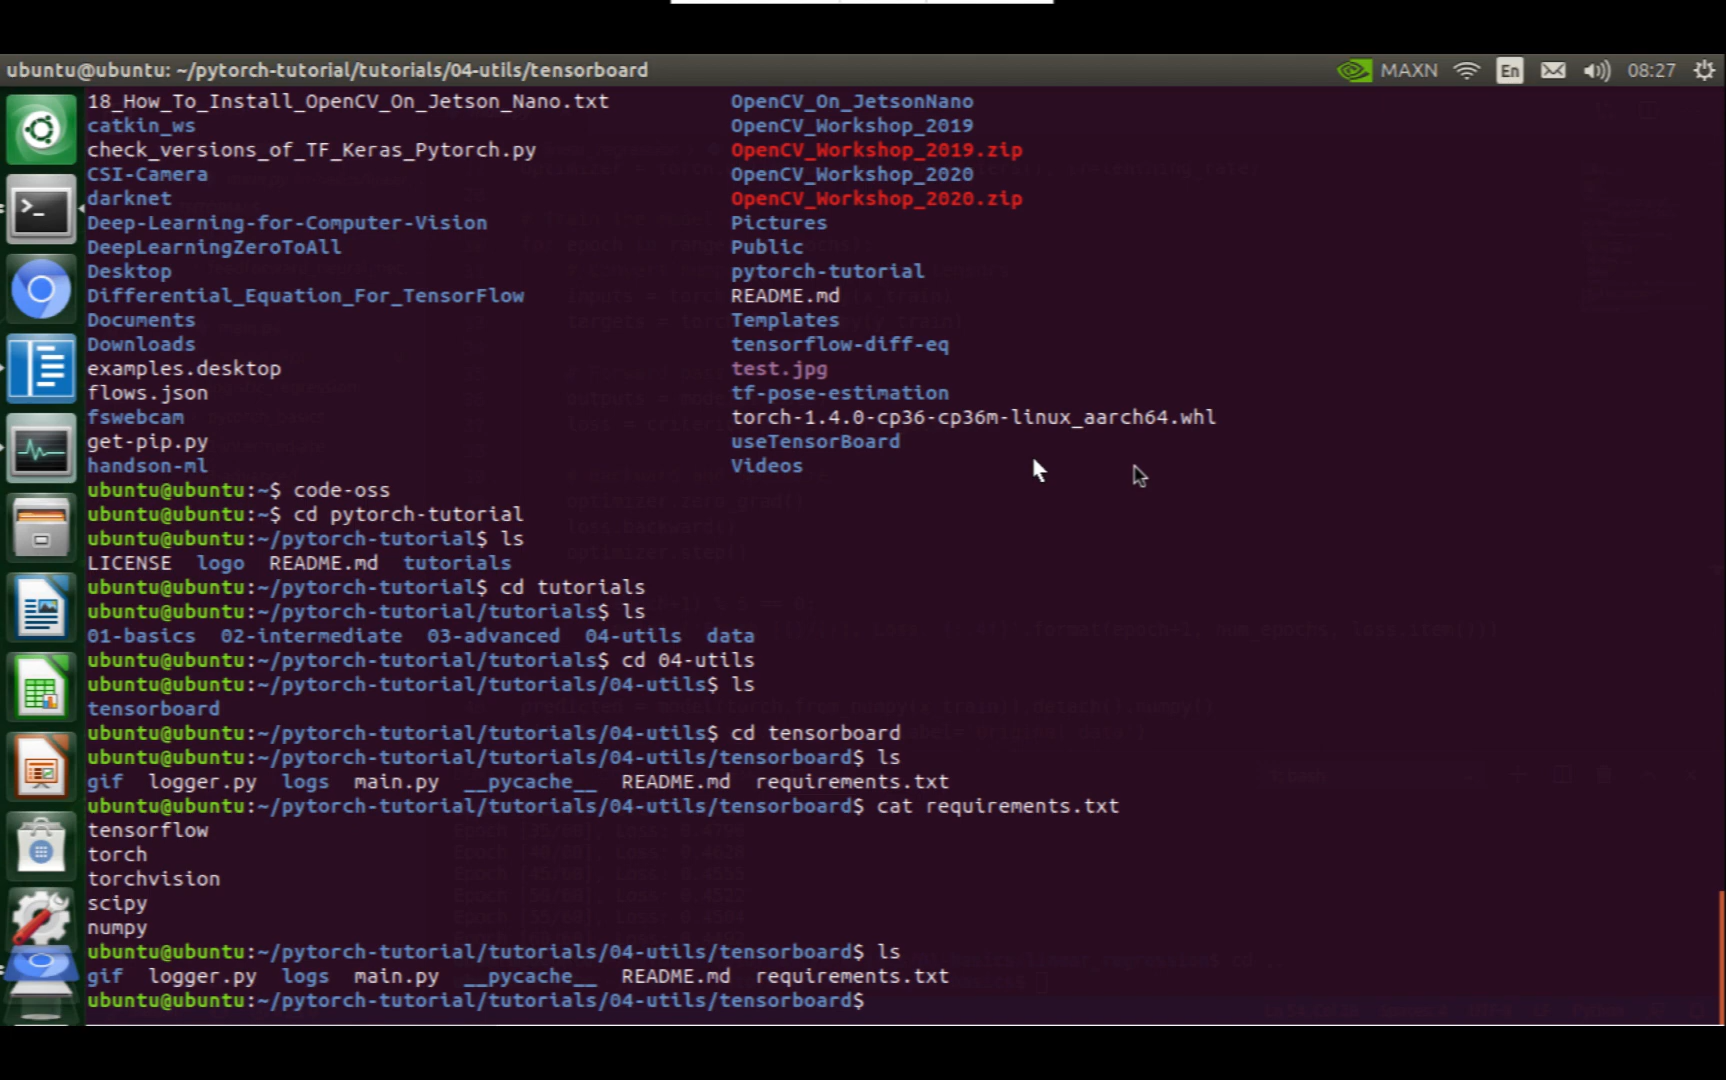 ubuntu@ubuntu: ~/pytorch-tutorial/tutorials/04-utils/tensorboard MAXN En 08:27
18_How_To_Install_OpenCV_On_Jetson_Nano.txt OpenCV_On_JetsonNano
catkin_ws OpenCV_Workshop_2019
check_versions_of_TF_Keras_Pytorch.py OpenCV_Workshop_2019.zip
CSI-Camera OpenCV_Workshop_2020
darknet OpenCV_Workshop_2020.zip
Deep-Learning-for-Computer-Vision Pictures
DeepLearningZeroToAll Public
Desktop pytorch-tutorial
Differential_Equation_For_TensorFlow README.md
Documents Templates
Downloads tensorflow-diff-eq
examples.desktop test.jpg
flows.json tf-pose-estimation
fswebcam torch-1.4.0-cp36-cp36m-linux_aarch64.whl
get-pip.py useTensorBoard
handson-ml Videos
ubuntu@ubuntu:~$ code-oss
ubuntu@ubuntu:~$ cd pytorch-tutorial
ubuntu@ubuntu:~/pytorch-tutorial$ ls
LICENSE logo README.md tutorials
ubuntu@ubuntu:~/pytorch-tutorial$ cd tutorials
ubuntu@ubuntu:~/pytorch-tutorial/tutorials$ ls
01-basics 02-intermediate 03-advanced 04-utils data
ubuntu@ubuntu:~/pytorch-tutorial/tutorials$ cd 04-utils
ubuntu@ubuntu:~/pytorch-tutorial/tutorials/04-utils$ ls
tensorboard
ubuntu@ubuntu:~/pytorch-tutorial/tutorials/04-utils$ cd tensorboard
ubuntu@ubuntu:~/pytorch-tutorial/tutorials/04-utils/tensorboard$ ls
gif logger.py logs main.py __pycache__ README.md requirements.txt
ubuntu@ubuntu:~/pytorch-tutorial/tutorials/04-utils/tensorboard$ cat requirements.txt
tensorflow
torch
torchvision
scipy
numpy
ubuntu@ubuntu:~/pytorch-tutorial/tutorials/04-utils/tensorboard$ ls
gif logger.py logs main.py __pycache__ README.md requirements.txt
ubuntu@ubuntu:~/pytorch-tutorial/tutorials/04-utils/tensorboard$